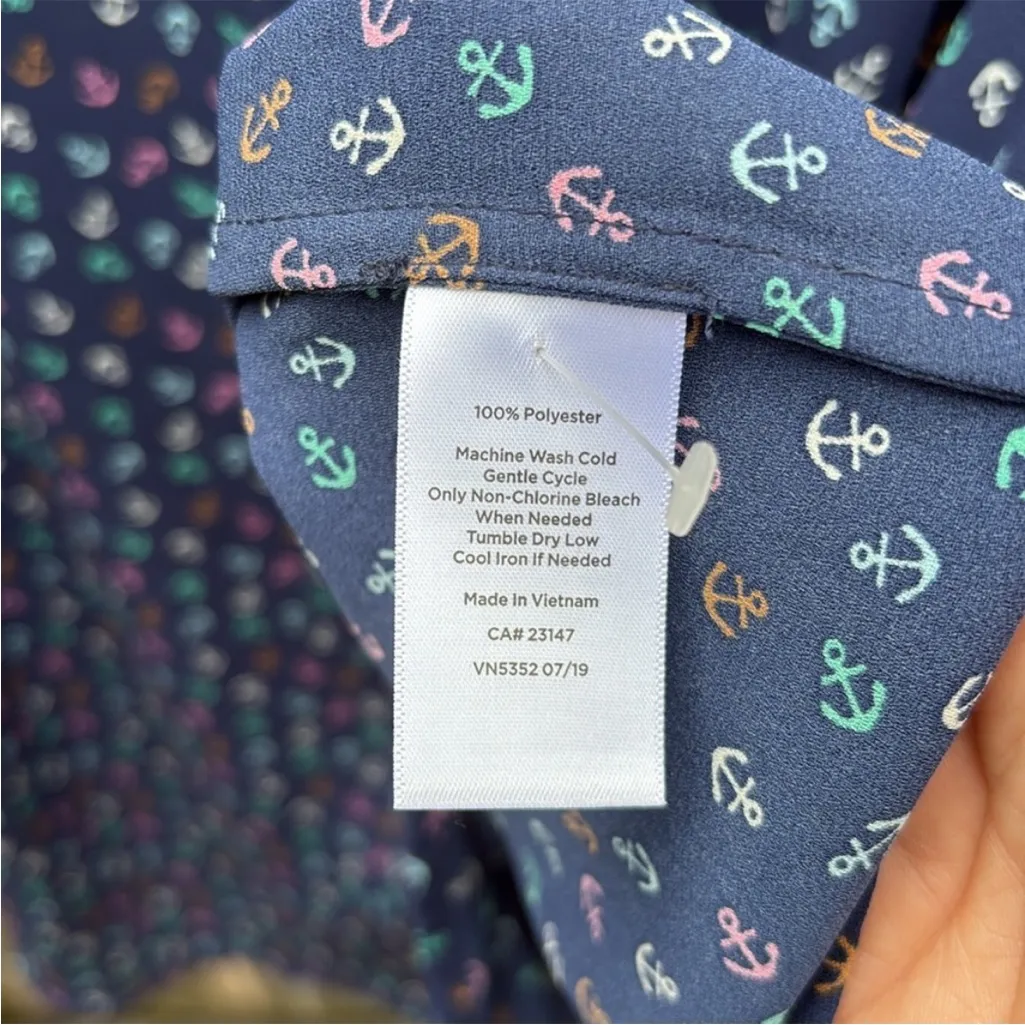 100% Polyester
Machine Wash Cold
Gentle Cycle
Only Non-Chlorine Bleach
When Needed
Tumble Dry Low
Cool Iron If Needed
Made In Vietnam
CA# 23147
VN5352 07/19